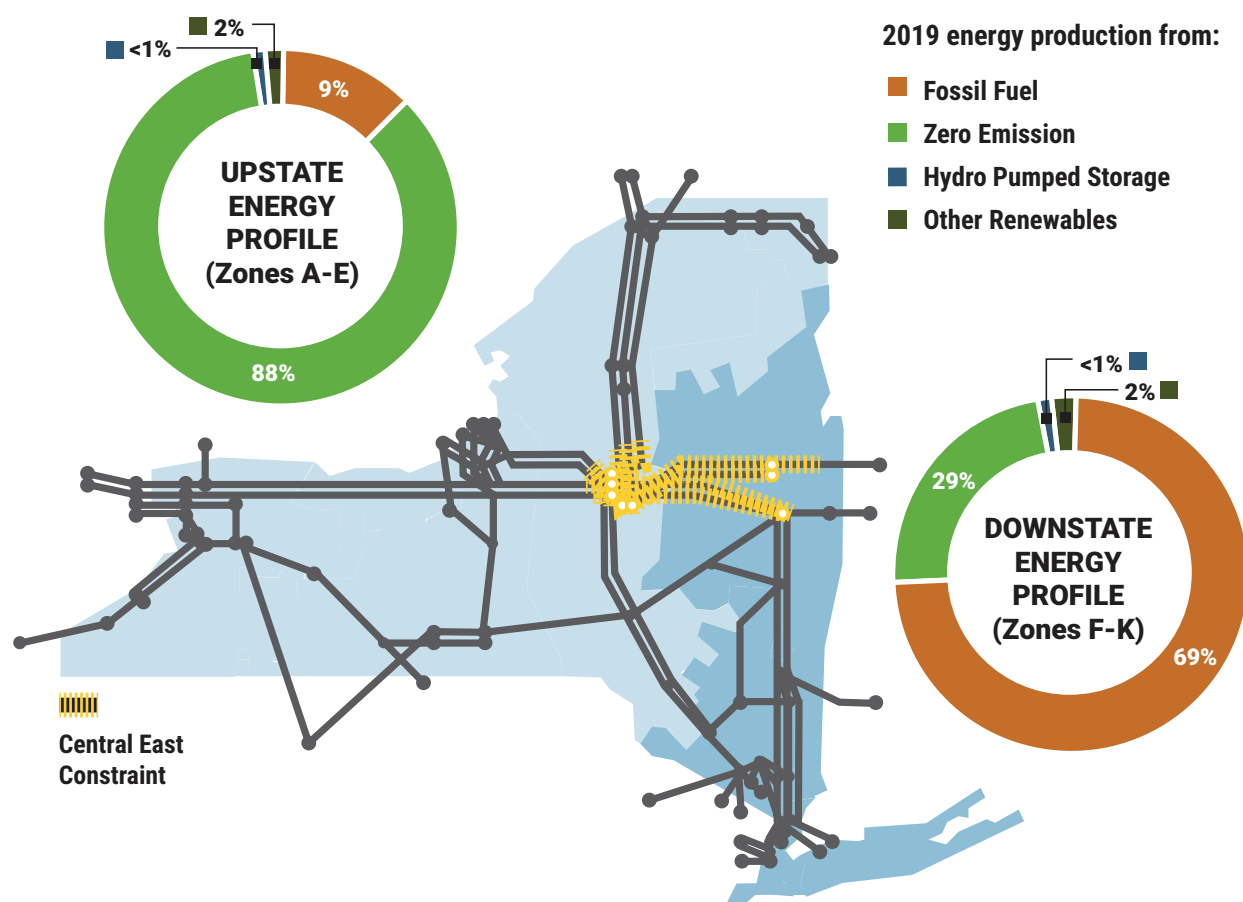 2%
<1%
9%
UPSTATE
ENERGY
PROFILE
(Zones A-E)
88%
2019 energy production from:
Fossil Fuel
Zero Emission
Hydro Pumped Storage
Other Renewables
<1%
2%
29%
DOWNSTATE
ENERGY
PROFILE
(Zones F-K)
69%
Central East
Constraint